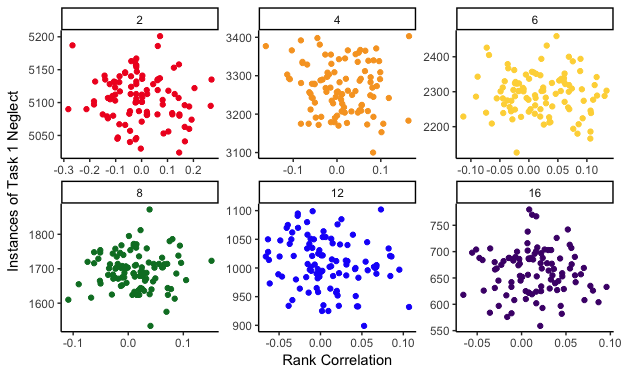 2 4 6
5200
5150
5100
5050
3400
3300
3200
3100
2400
2300
2200
-0.3 -0.2 -0.1 0.0 0.1 0.2
-0.1 0.0 0.1
-0.10 -0.05 0.00 0.05 0.10
8 12 16
1800
1700
1600
1100
1050
1000
950
900
750
700
650
600
550
-0.1 0.0 0.1
-0.05 0.00 0.05 0.10
-0.05 0.00 0.05 0.10
Instances of Task 1 Neglect
Rank Correlation